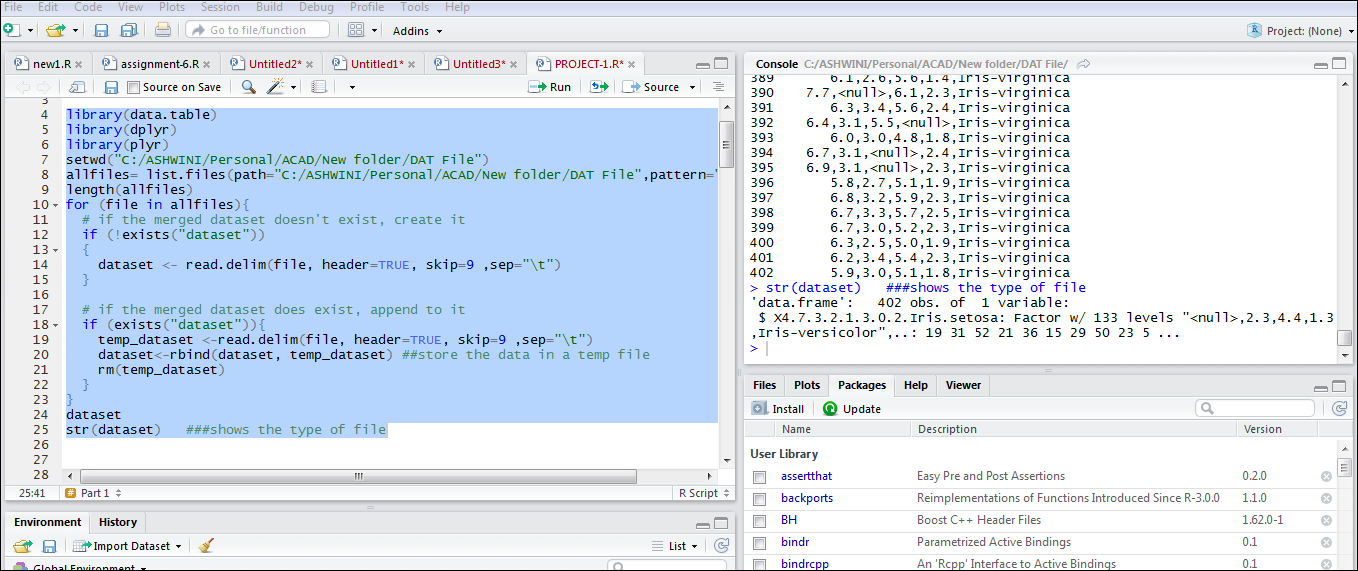 File Edit Code View Plots Session Build Debug Profile Tools Help
Go to file/function Addins Project: (None)
new1.R assignment-6.R Untitled2* Untitled1* Untitled3* PROJECT-1.R*
Source on Save Run Source
3
4 library(data.table)
5 library(dplyr)
6 library(plyr)
7 setwd("C:/ASHWINI/Personal/ACAD/New folder/DAT File")
8 allfiles= list.files(path="C:/ASHWINI/Personal/ACAD/New folder/DAT File",pattern="
9 length(allfiles)
10 for (file in allfiles){
11 # if the merged dataset doesn't exist, create it
12 if (!exists("dataset"))
13 {
14 dataset <- read.delim(file, header=TRUE, skip=9 ,sep="\t")
15 }
16
17 # if the merged dataset does exist, append to it
18 if (exists("dataset")){
19 temp_dataset <-read.delim(file, header=TRUE, skip=9 ,sep="\t")
20 dataset<-rbind(dataset, temp_dataset) ##store the data in a temp file
21 rm(temp_dataset)
22 }
23 }
24 dataset
25 str(dataset) ###shows the type of file
26
27
28
25:41 Part 1 R Script
Environment History
Import Dataset List
Global Environment
Console C:/ASHWINI/Personal/ACAD/New folder/DAT File/
389 6.1,2.6,5.6,1.4,Iris-virginica
390 7.7,<null>,6.1,2.3,Iris-virginica
391 6.3,3.4,5.6,2.4,Iris-virginica
392 6.4,3.1,5.5,<null>,Iris-virginica
393 6.0,3.0,4.8,1.8,Iris-virginica
394 6.7,3.1,<null>,2.4,Iris-virginica
395 6.9,3.1,<null>,2.3,Iris-virginica
396 5.8,2.7,5.1,1.9,Iris-virginica
397 6.8,3.2,5.9,2.3,Iris-virginica
398 6.7,3.3,5.7,2.5,Iris-virginica
399 6.7,3.0,5.2,2.3,Iris-virginica
400 6.3,2.5,5.0,1.9,Iris-virginica
401 6.2,3.4,5.4,2.3,Iris-virginica
402 5.9,3.0,5.1,1.8,Iris-virginica
> str(dataset) ###shows the type of file
'data.frame': 402 obs. of 1 variable:
$ X4.7.3.2.1.3.0.2.Iris.setosa: Factor w/ 133 levels "<null>,2.3,4.4,1.3
,Iris-versicolor",..: 19 31 52 21 36 15 29 50 23 5 ...
>
Files Plots Packages Help Viewer
Install Update
Name Description Version
User Library
assertthat Easy Pre and Post Assertions 0.2.0
backports Reimplementations of Functions Introduced Since R-3.0.0 1.1.0
BH Boost C++ Header Files 1.62.0-1
bindr Parametrized Active Bindings 0.1
bindrcpp An 'Rcpp' Interface to Active Bindings 0.1